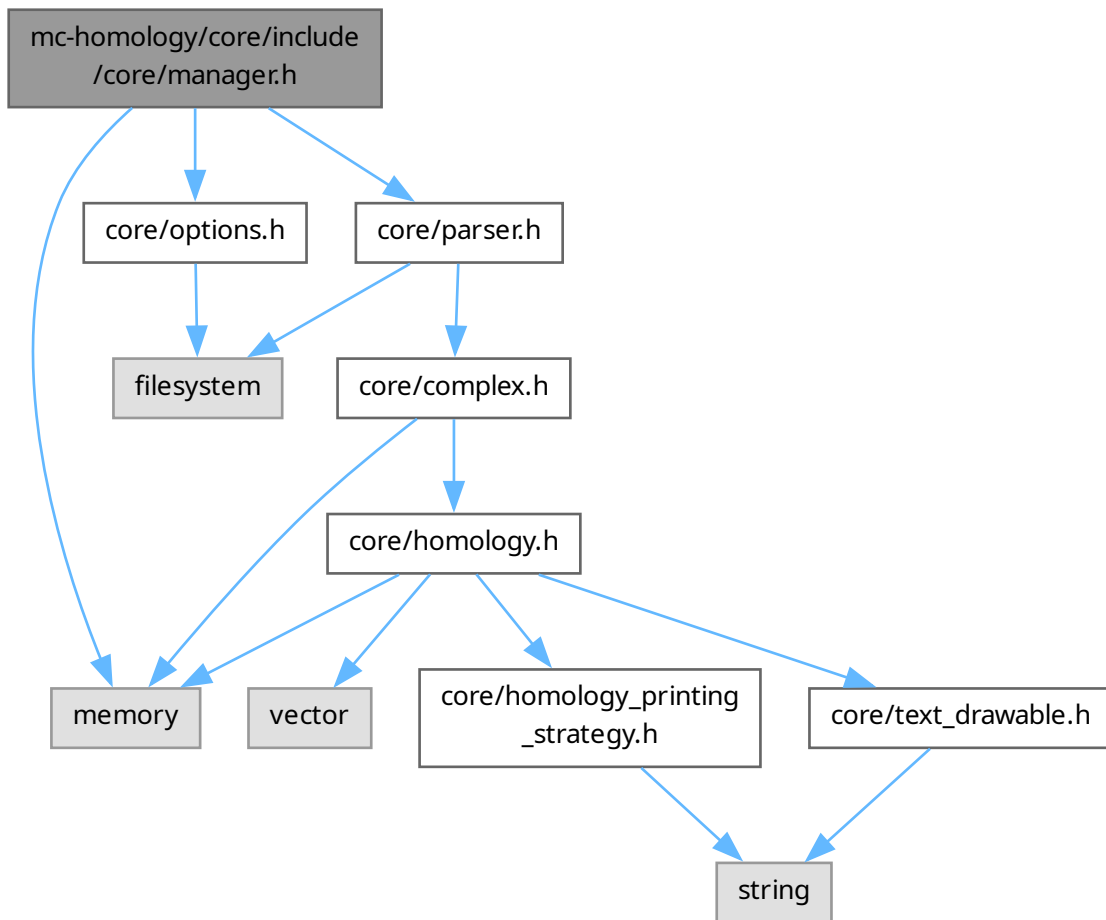 mc-homology/core/include
/core/manager.h
core/options.h
core/parser.h
filesystem
core/complex.h
core/homology.h
memory
vector
core/homology_printing
_strategy.h
core/text_drawable.h
string